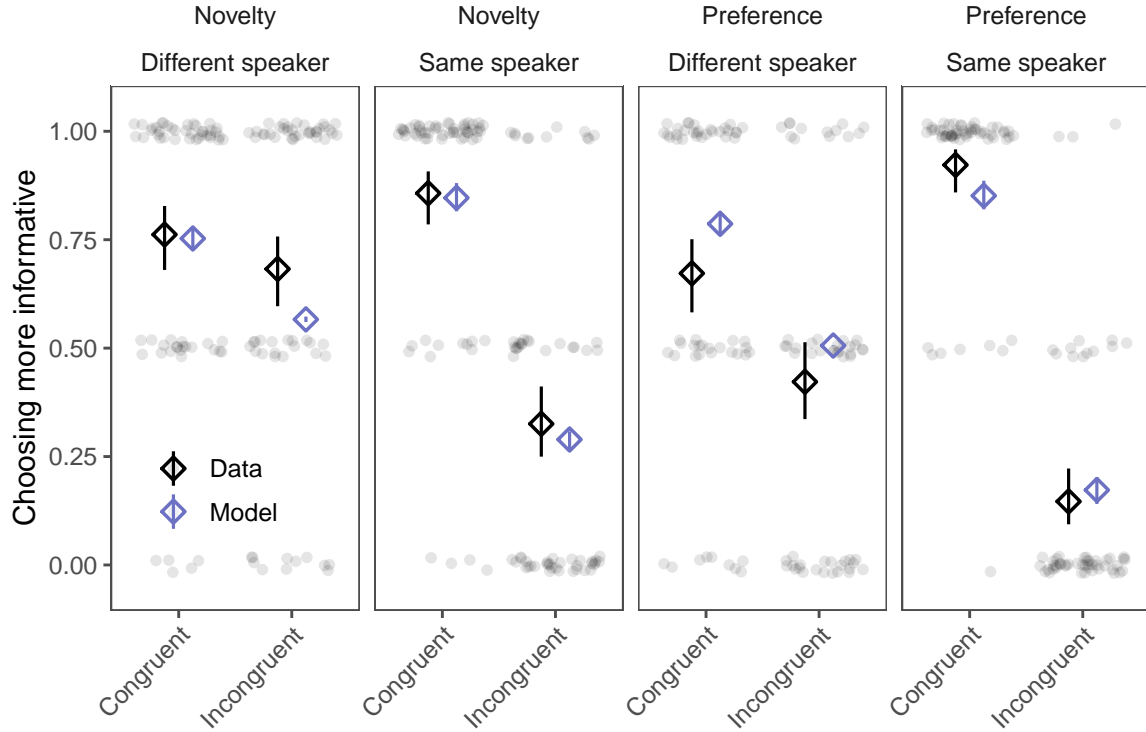 Novelty
Novelty
Preference
Preference
Different speaker
Same speaker
Different speaker
Same speaker
Choosing more informative
1.00
0.75
0.50
0.25
0.00
Data
Model
Congruent
Incongruent
Congruent
Incongruent
Congruent
Incongruent
Congruent
Incongruent